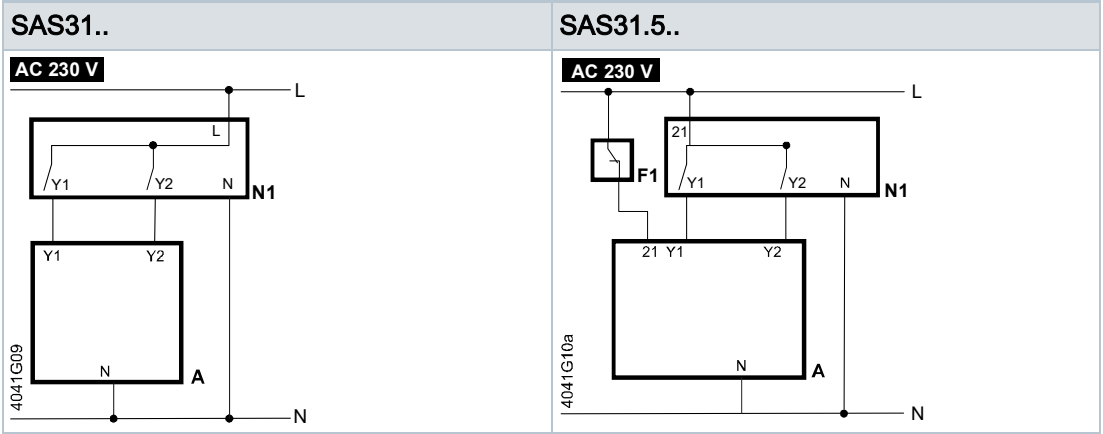 SAS31..
AC 230 V
L
L
Y1
Y2
N
N1
Y1
Y2
N
A
4041G09
N
SAS31.5..
AC 230 V
L
21
F1
Y1
Y2
N
N1
21
Y1
Y2
N
A
4041G10a
N